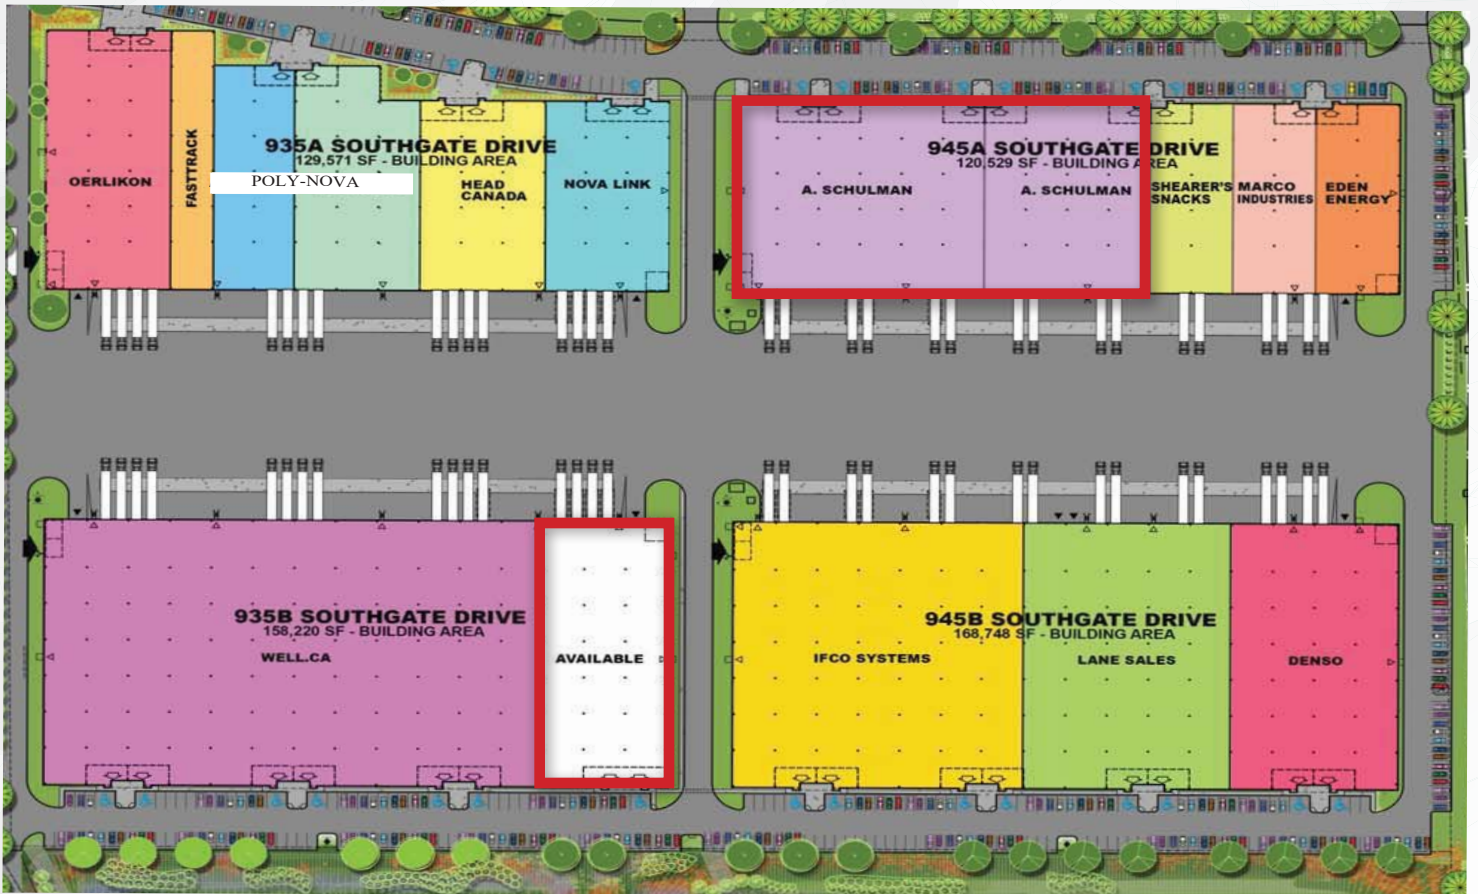 935A SOUTHGATE DRIVE
129,571 SF - BUILDING AREA
OERLIKON
FASTTRACK
POLY-NOVA
HEAD
CANADA
NOVA LINK
945A SOUTHGATE DRIVE
120,529 SF - BUILDING AREA
A. SCHULMAN
A. SCHULMAN
SHEARER'S
SNACKS
MARCO
INDUSTRIES
EDEN
ENERGY
935B SOUTHGATE DRIVE
158,220 SF - BUILDING AREA
WELL.CA
AVAILABLE
945B SOUTHGATE DRIVE
168,748 SF - BUILDING AREA
IFCO SYSTEMS
LANE SALES
DENSO